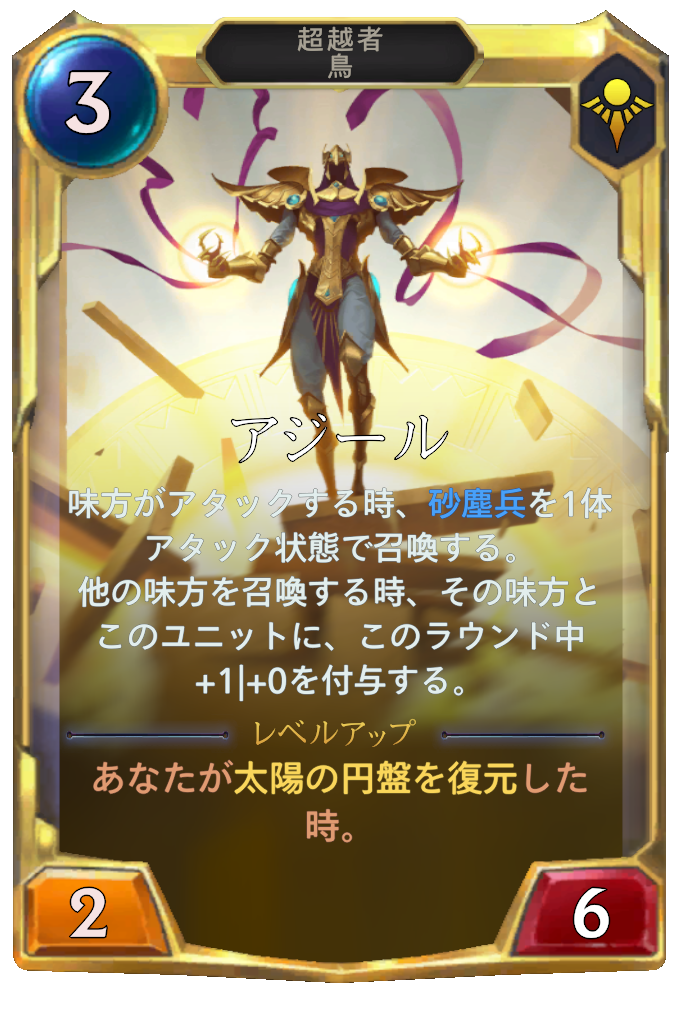 超越者
鳥
3
アジール
味方がアタックする時、砂塵兵を1体
アタック状態で召喚する。
他の味方を召喚する時、その味方と
このユニットに、このラウンド中
+1|+0を付与する。
レベルアップ
あなたが太陽の円盤を復元した
時。
2
6